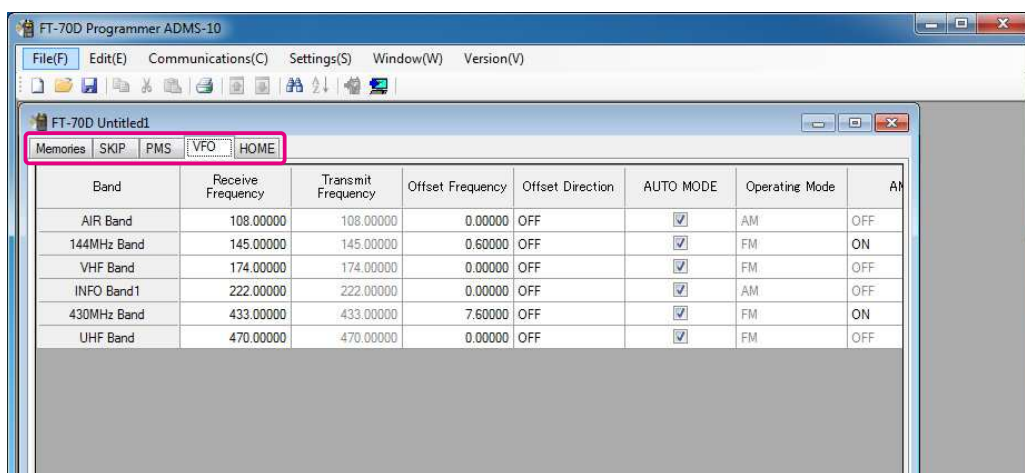 FT-70D Programmer ADMS-10
File(F) Edit(E) Communications(C) Settings(S) Window(W) Version(V)
FT-70D Untitled1
Memories SKIP PMS VFO HOME
Band Receive Frequency Transmit Frequency Offset Frequency Offset Direction AUTO MODE Operating Mode
AIR Band 108.00000 108.00000 0.00000 OFF AM OFF
144MHz Band 145.00000 145.00000 0.60000 OFF FM ON
VHF Band 174.00000 174.00000 0.00000 OFF FM OFF
INFO Band1 222.00000 222.00000 0.00000 OFF AM OFF
430MHz Band 433.00000 433.00000 7.60000 OFF FM ON
UHF Band 470.00000 470.00000 0.00000 OFF FM OFF